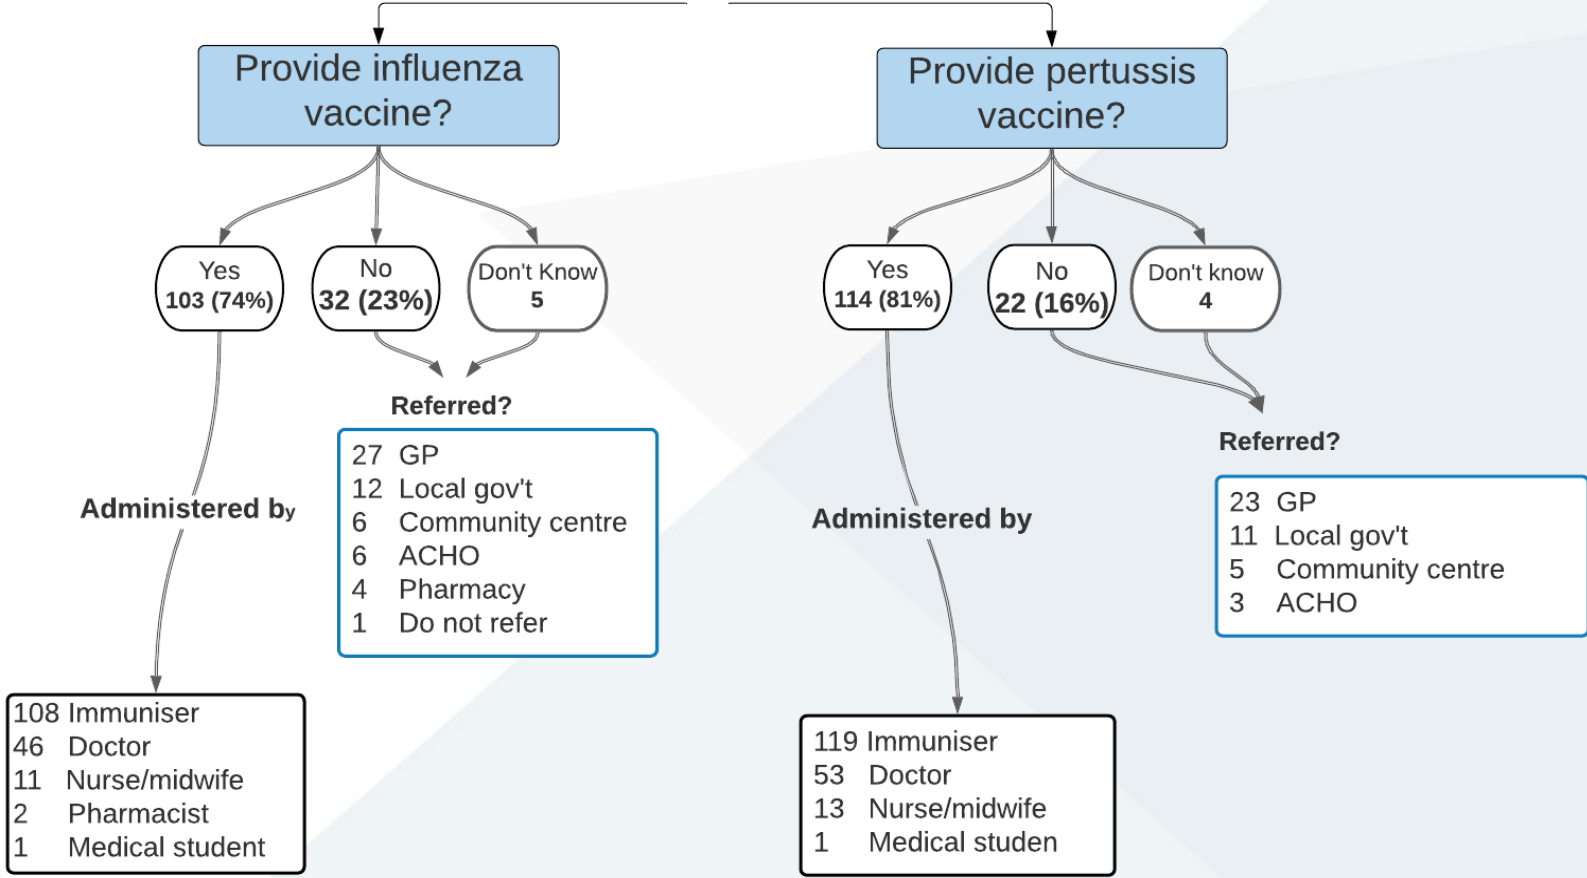 Provide influenza
vaccine?
Yes
103 (74%)
No
32 (23%)
Don't Know
5
Referred?
27 GP
12 Local gov't
6 Community centre
6 ACHO
4 Pharmacy
1 Do not refer
Administered by
108 Immuniser
46 Doctor
11 Nurse/midwife
2 Pharmacist
1 Medical student
Provide pertussis
vaccine?
Yes
114 (81%)
No
22 (16%)
Don't know
4
Referred?
23 GP
11 Local gov't
5 Community centre
3 ACHO
Administered by
119 Immuniser
53 Doctor
13 Nurse/midwife
1 Medical studen